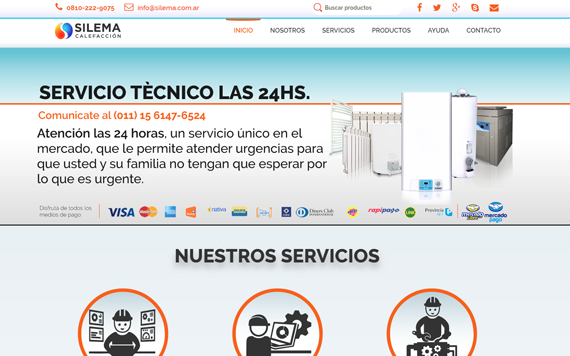 0810-222-9075
info@silema.com.ar
Buscar productos
SILEMA
CALEFACCIÓN
INICIO
NOSOTROS
SERVICIOS
PRODUCTOS
AYUDA
CONTACTO
SERVICIO TÈCNICO LAS 24HS.
Comunicate al (011) 15 6147-6524
Atención las 24 horas, un servicio único en el
mercado, que le permite atender urgencias para
que usted y su familia no tengan que esperar por
lo que es urgente.
Disfruta de todos los
medios de pago
VISA
nativa
Diners Club
INTERNATIONAL
rapipago
LINK
Provincia
mercado
pago
NUESTROS SERVICIOS